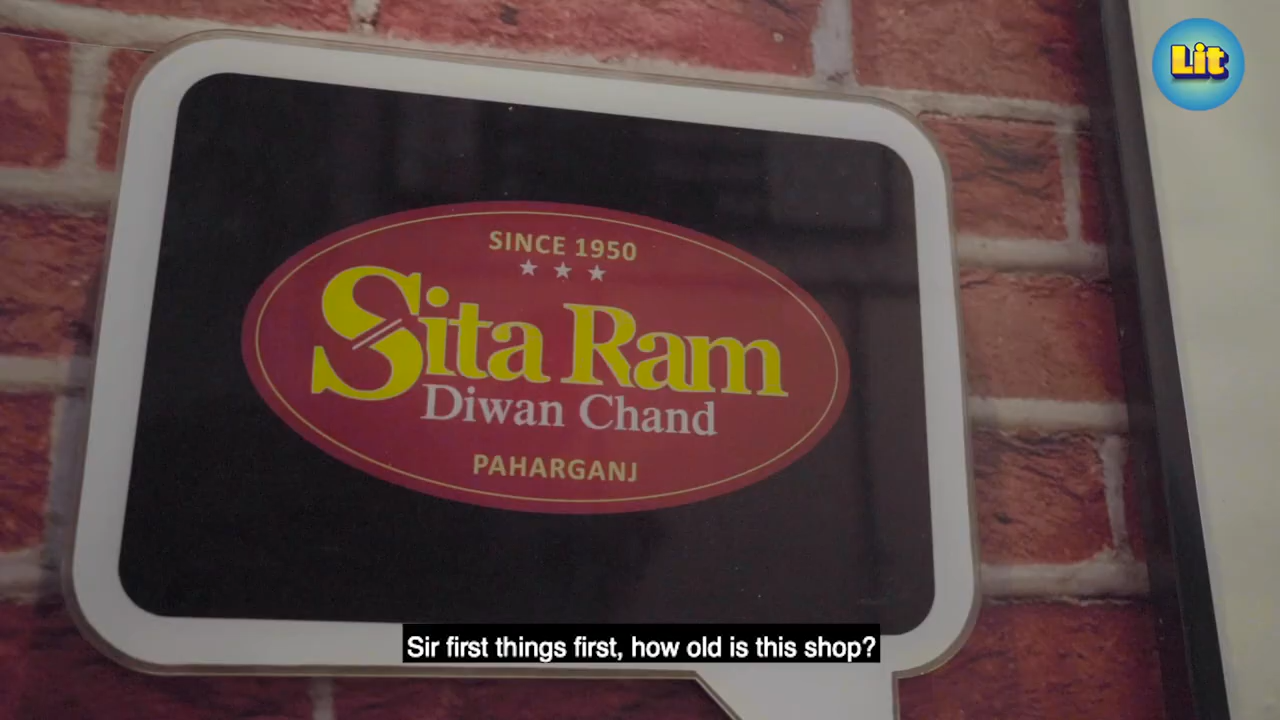 Lit
SINCE 1950
Sita Ram
Diwan Chand
PAHARGANJ
Sir first things first, how old is this shop?